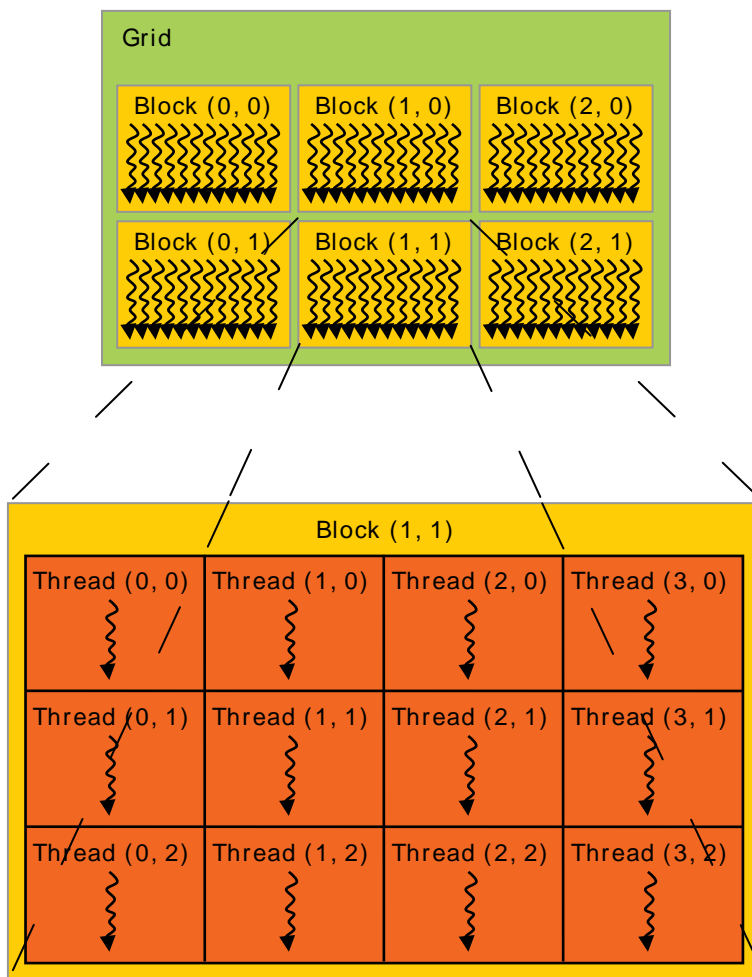 Grid
Block (0, 0) Block (1, 0) Block (2, 0)
Block (0, 1) Block (1, 1) Block (2, 1)
Block (1, 1)
Thread (0, 0) Thread (1, 0) Thread (2, 0) Thread (3, 0)
Thread (0, 1) Thread (1, 1) Thread (2, 1) Thread (3, 1)
Thread (0, 2) Thread (1, 2) Thread (2, 2) Thread (3, 2)